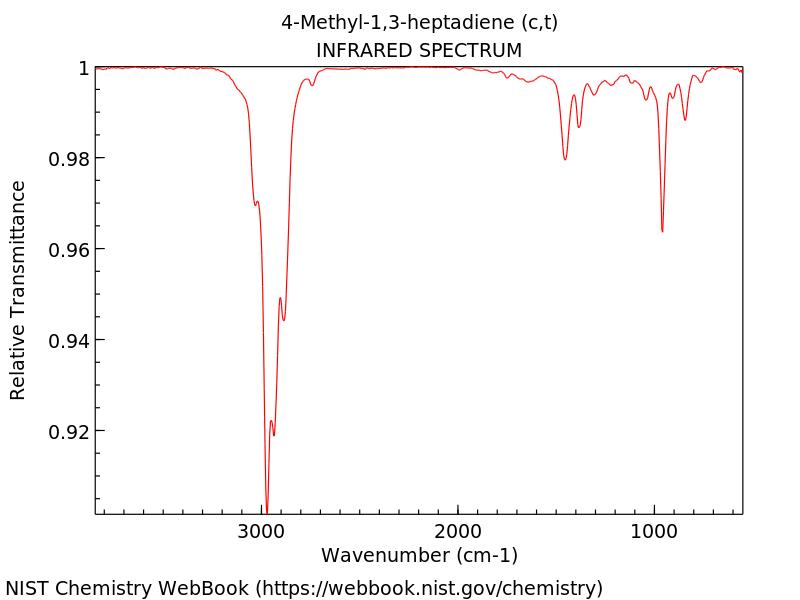 4-Methyl-1,3-heptadiene (c,t)
INFRARED SPECTRUM
1
0.98
0.96
0.94
0.92
Relative Transmittance
3000 2000 1000
Wavenumber (cm-1)
NIST Chemistry WebBook (https://webbook.nist.gov/chemistry)